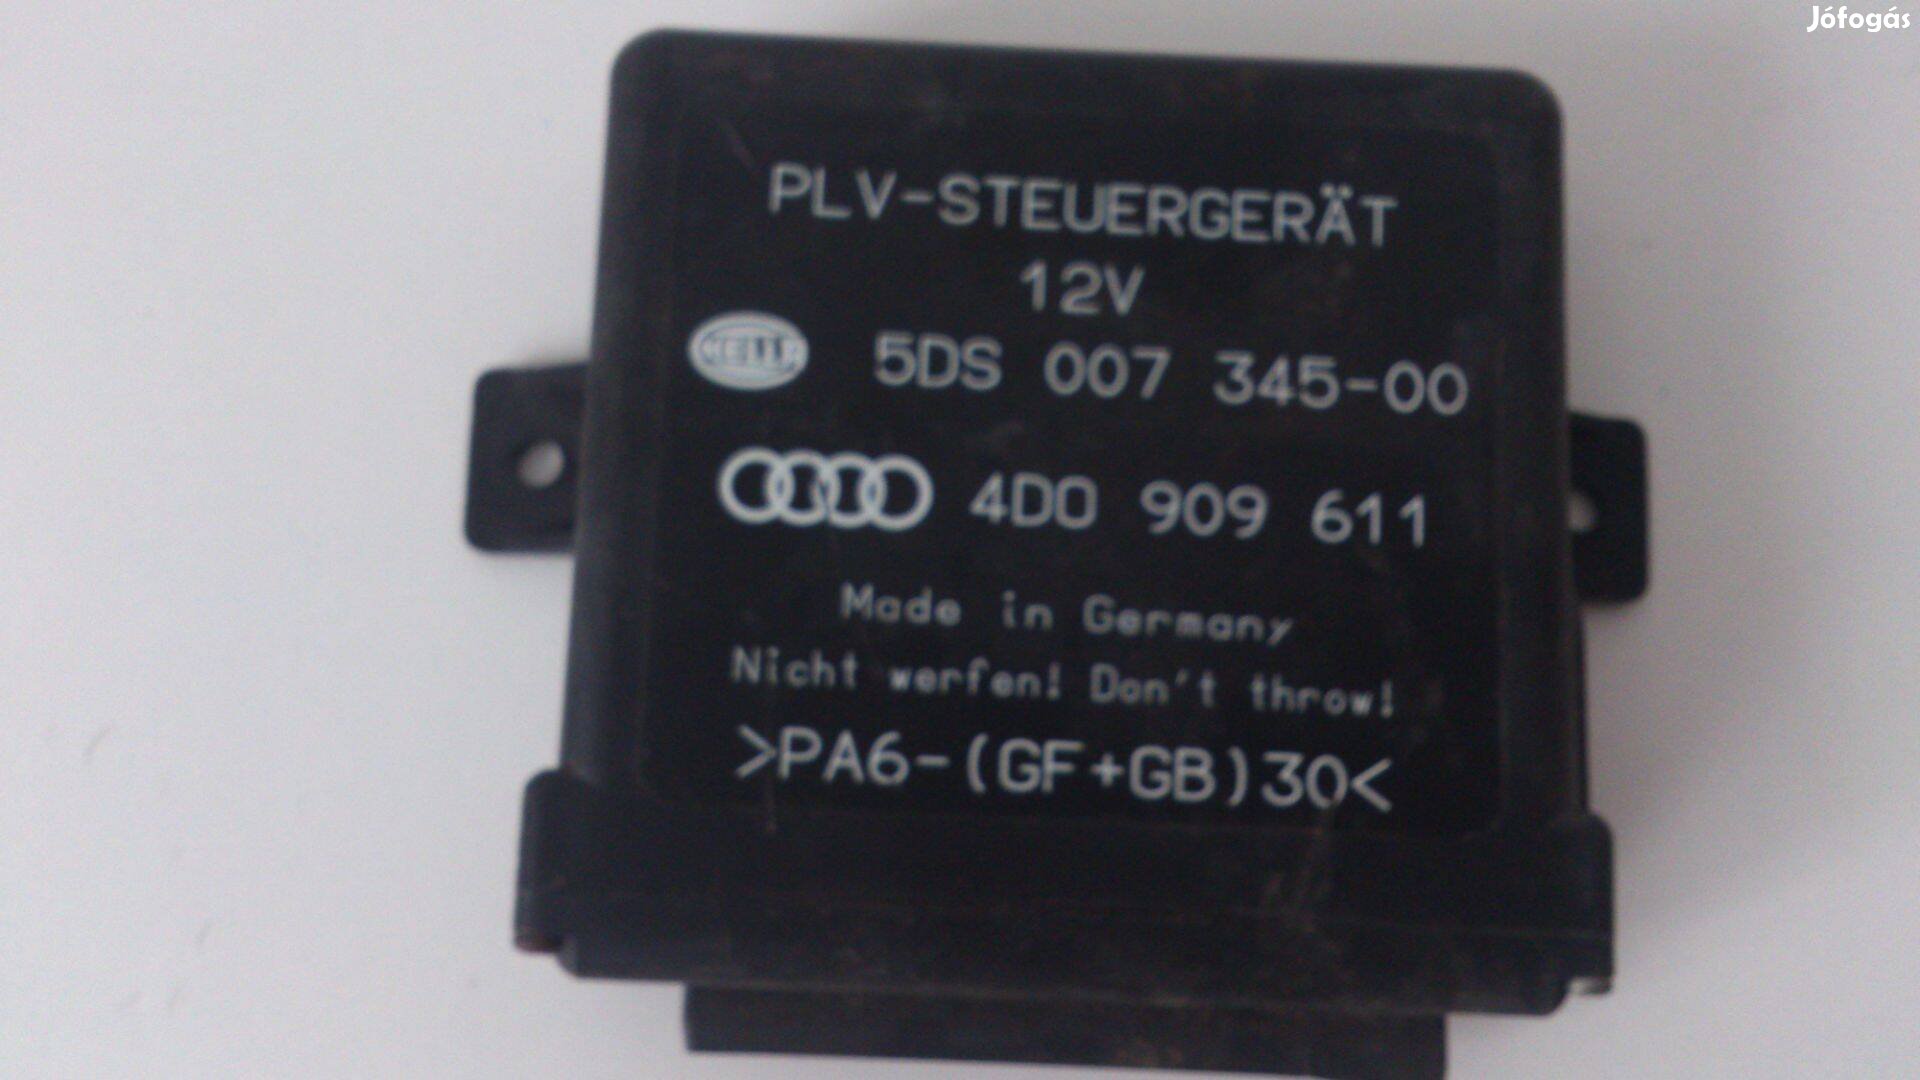 Jófogás
PLV-STEUERGERÄT
12V
HELLA 5DS 007 345-00
4D0 909 611
Made in Germany
Nicht werfen! Don't throw!
>PA6-(GF+GB)30<